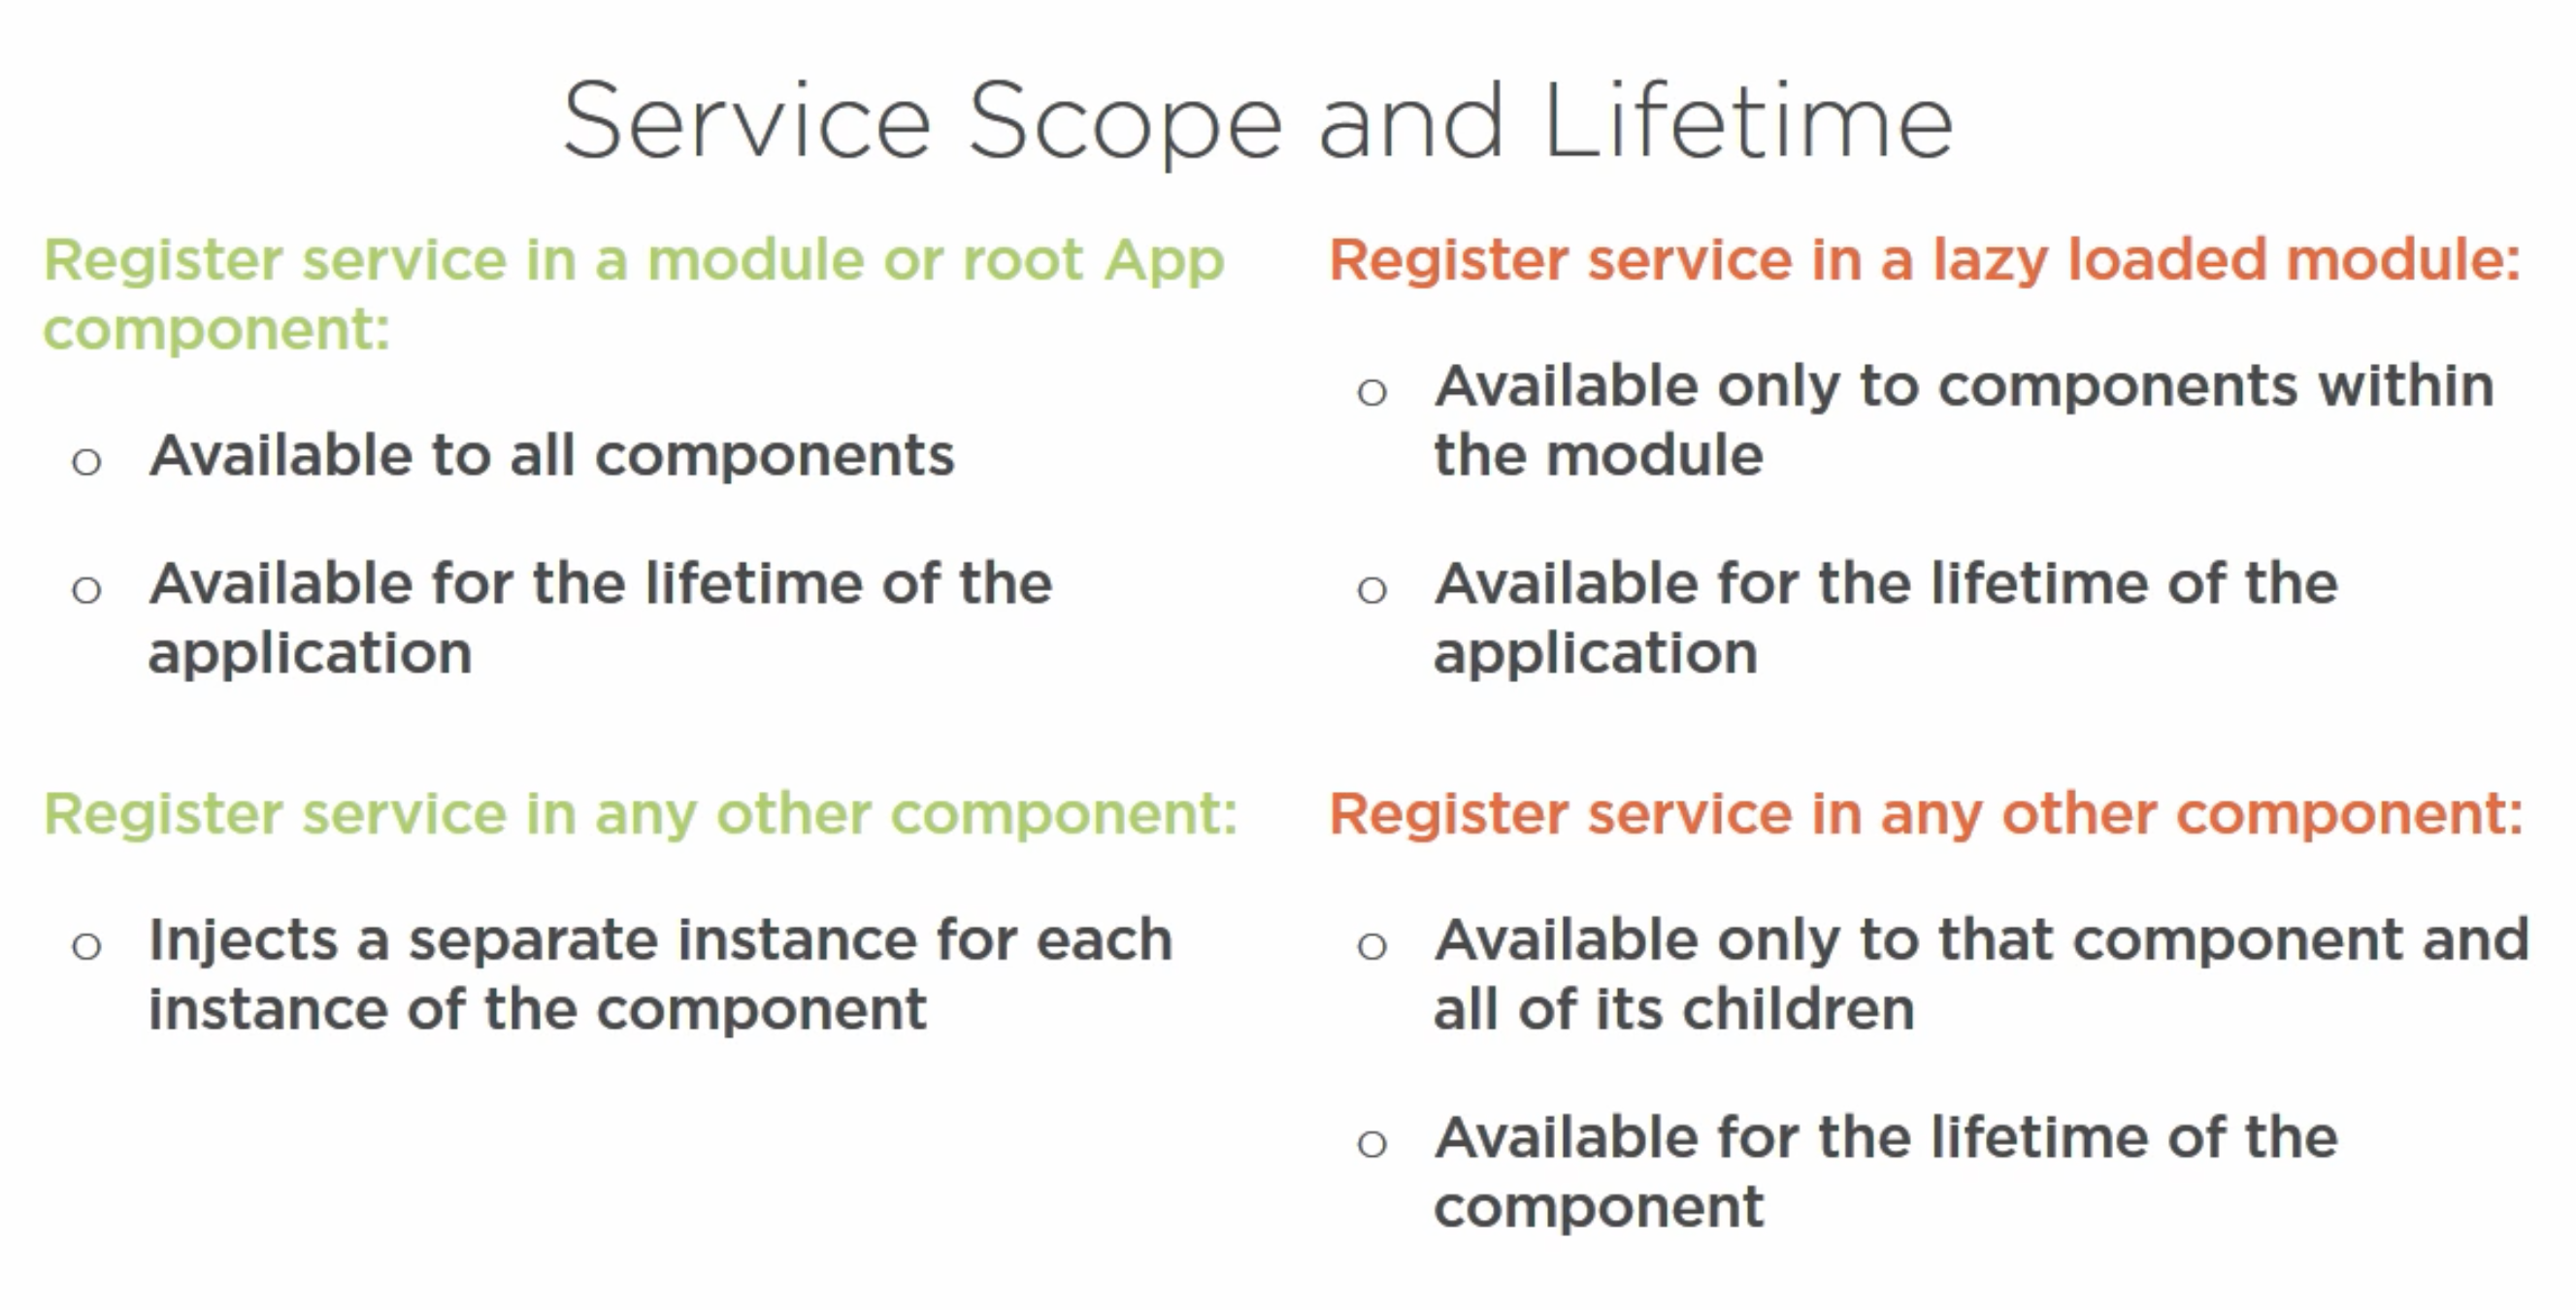 Service Scope and Lifetime
Register service in a module or root App
component:
o Available to all components
o Available for the lifetime of the
application
Register service in any other component:
o Injects a separate instance for each
instance of the component
Register service in a lazy loaded module:
o Available only to components within
the module
o Available for the lifetime of the
application
Register service in any other component:
o Available only to that component and
all of its children
o Available for the lifetime of the
component